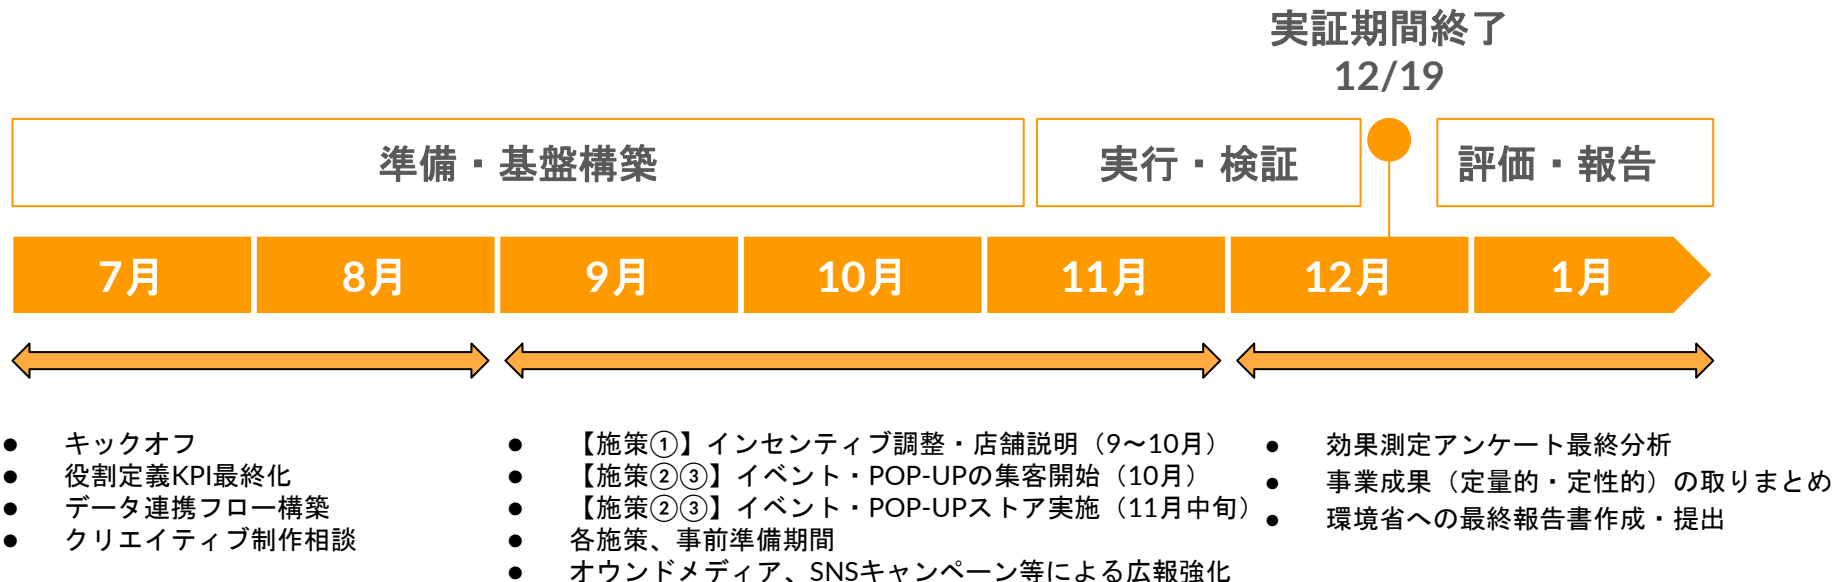 実証期間終了
12/19
準備・基盤構築
実行・検証
評価・報告
7月
8月
9月
10月
11月
12月
1月
● キックオフ
● 役割定義KPI最終化
● データ連携フロー構築
● クリエイティブ制作相談
● 【施策①】インセンティブ調整・店舗説明（9〜10月）
● 【施策②③】イベント・POP-UPの集客開始（10月）
● 【施策②③】イベント・POP-UPストア実施（11月中旬）
● 各施策、事前準備期間
● オウンドメディア、SNSキャンペーン等による広報強化
● 効果測定アンケート最終分析
● 事業成果（定量的・定性的）の取りまとめ
● 環境省への最終報告書作成・提出